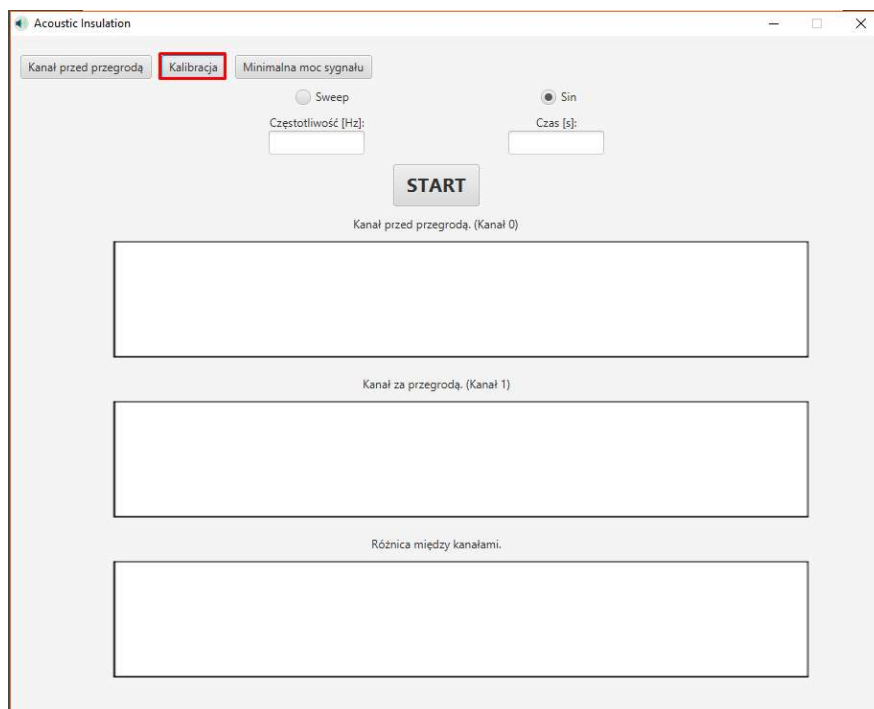 Acoustic Insulation
Kanał przed przegrodą Kalibracja Minimalna moc sygnału
Sweep Sin
Częstotliwość [Hz]: Czas [s]:
START
Kanał przed przegrodą. (Kanał 0)
Kanał za przegrodą. (Kanał 1)
Różnica między kanałami.